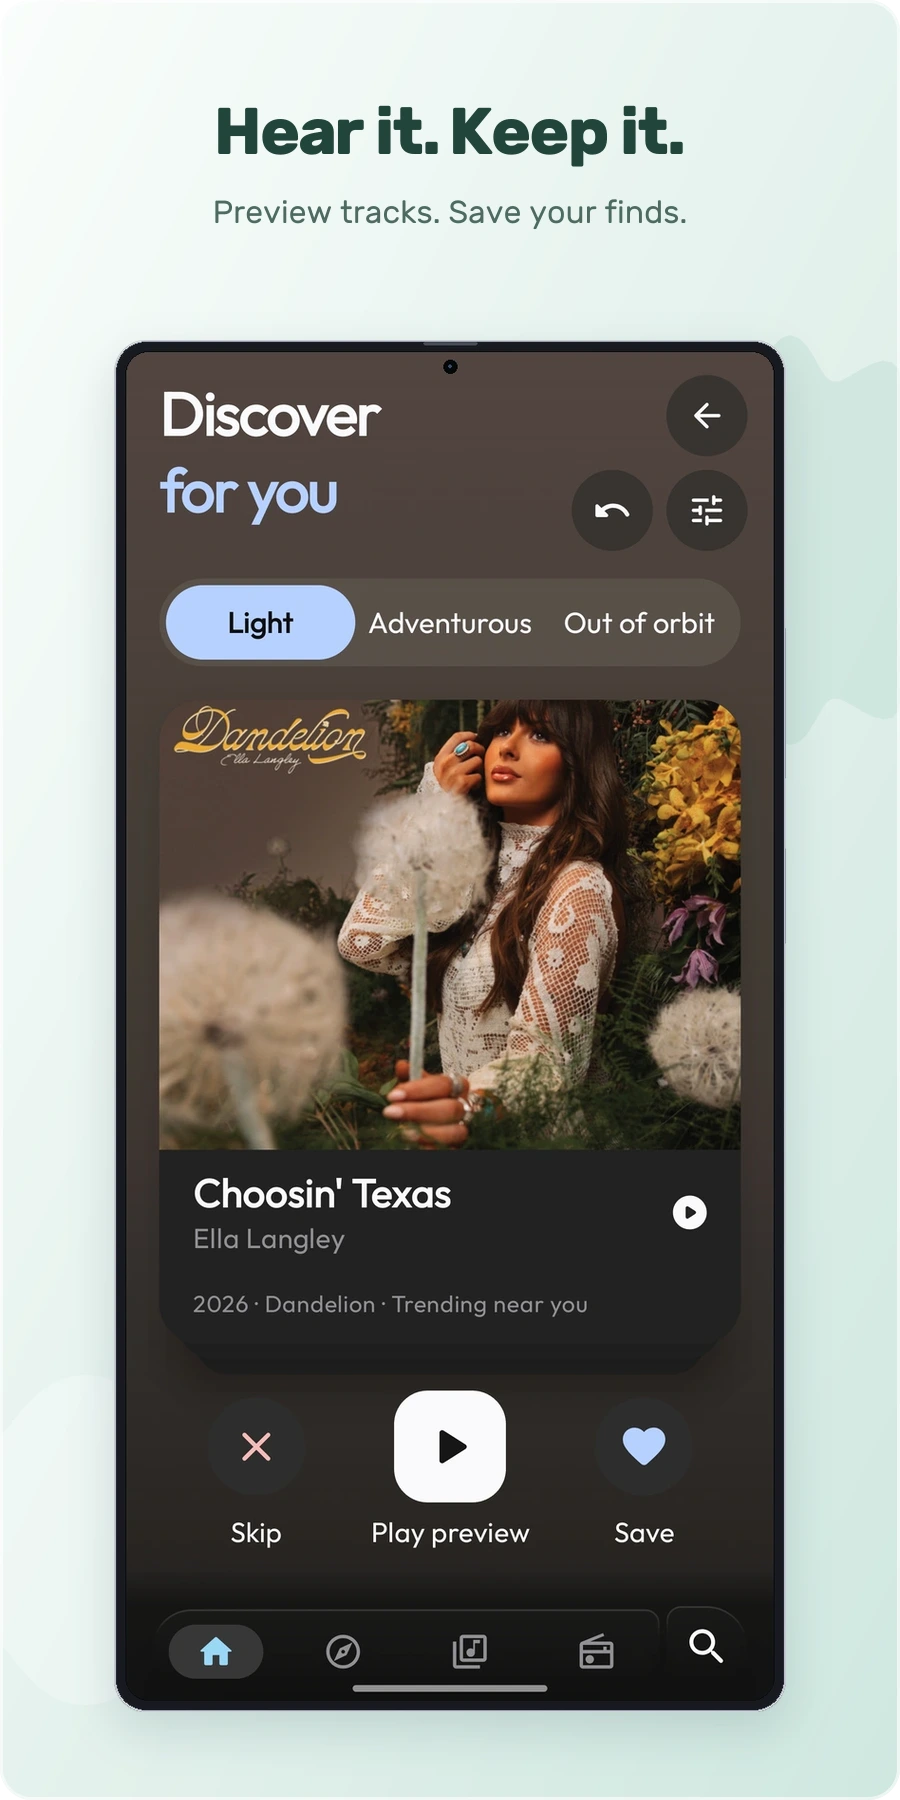 Hear it. Keep it.
Preview tracks. Save your finds.
Discover
for you
Light Adventurous Out of orbit
Dandelion
Ella Langley
Choosin' Texas
Ella Langley
2026 · Dandelion · Trending near you
Skip Play preview Save